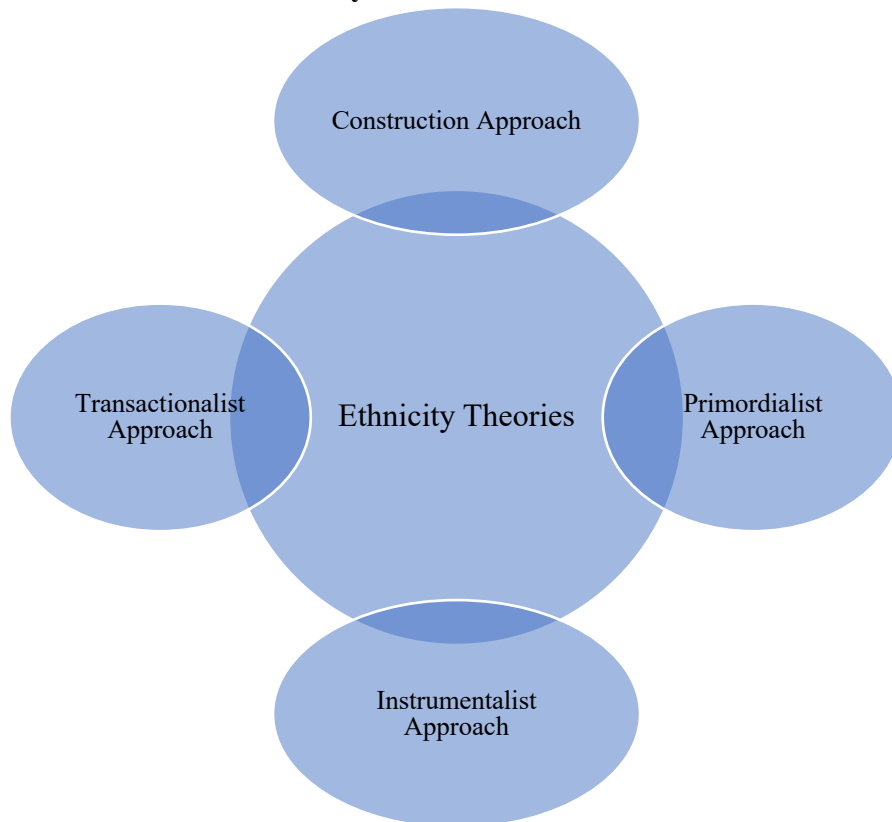 Construction Approach
Transactionalist
Approach
Ethnicity Theories
Primordialist
Approach
Instrumentalist
Approach